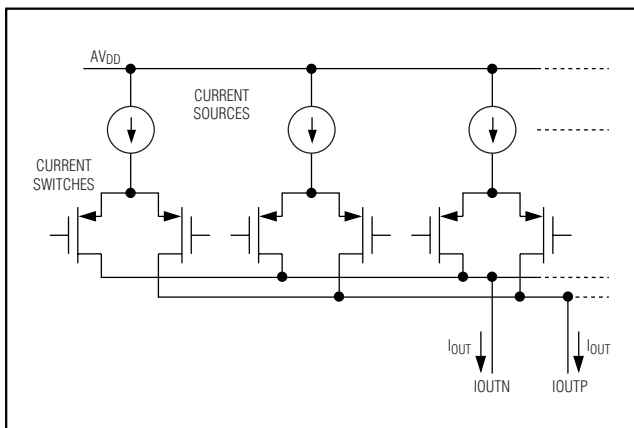 AVDD
CURRENT
SOURCES
CURRENT
SWITCHES
IOUT
IOUT
IOUTN
IOUTP